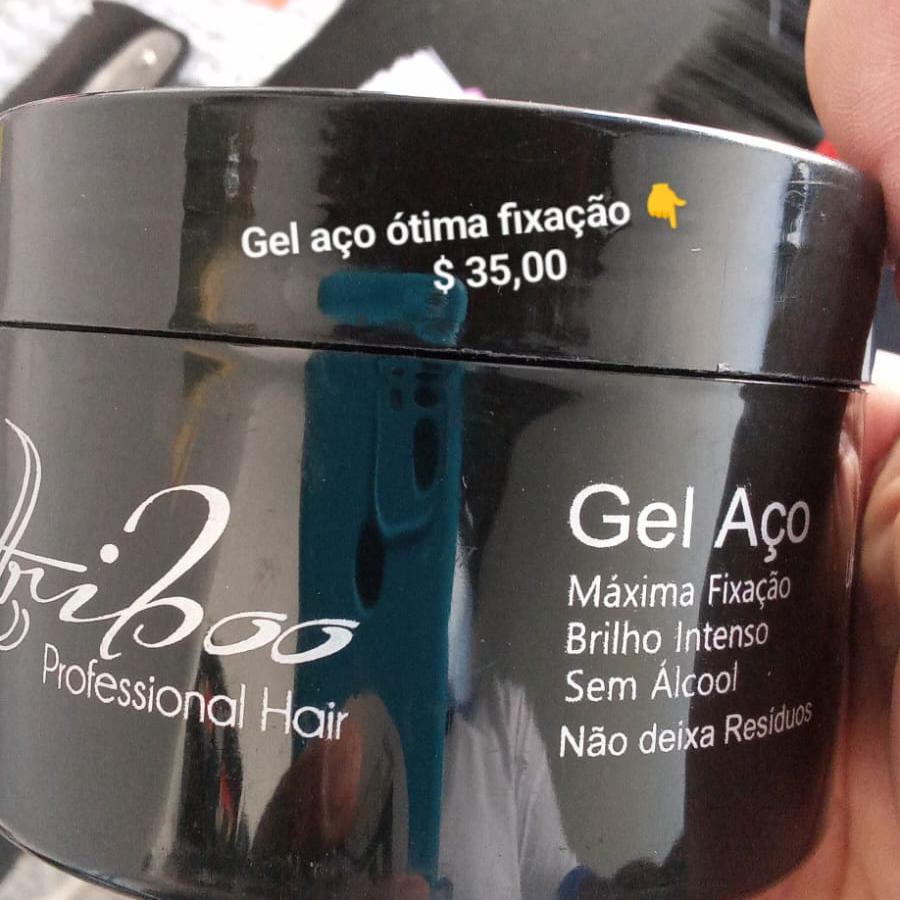 Gel aço ótima fixação 👇
$ 35,00
Professional Hair
Gel Aço
Máxima Fixação
Brilho Intenso
Sem Álcool
Não deixa Resíduos